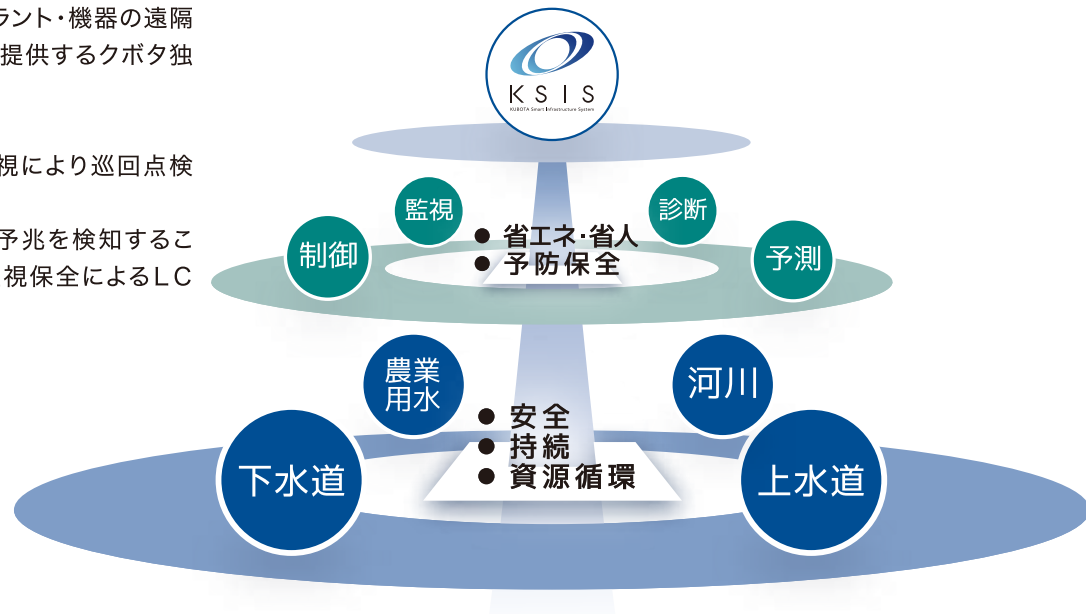 ラント・機器の遠隔
提供するクボタ独
視により巡回点検
予兆を検知するこ
視保全によるLC
KSIS
KUBOTA Smart Infrastructure System
監視
診断
制御
予測
● 省エネ・省人
● 予防保全
農業
用水
河川
下水道
上水道
● 安全
● 持続
● 資源循環